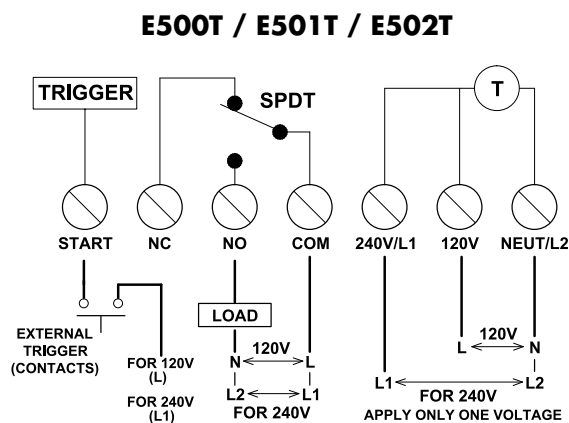 E500T / E501T / E502T
TRIGGER
SPDT
T
START
NC
NO
COM
240V/L1
120V
NEUT/L2
EXTERNAL
TRIGGER
(CONTACTS)
FOR 120V
(L)
FOR 240V
(L1)
LOAD
N 120V L
L2 L1
FOR 240V
L 120V N
L1 L2
FOR 240V
APPLY ONLY ONE VOLTAGE